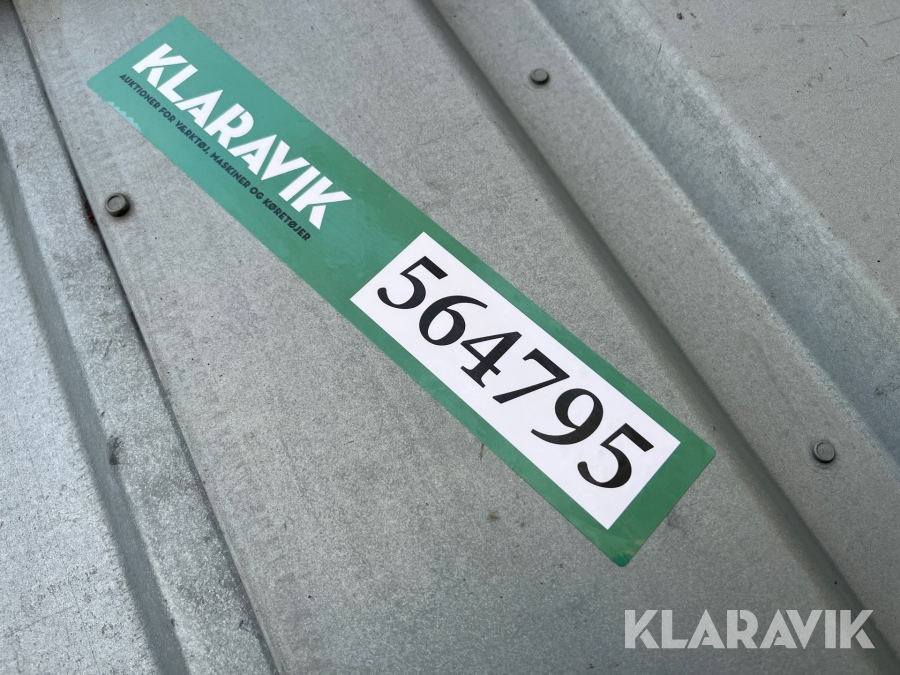 KLARAVIK
AUKTIONER FOR VÆRKTØJ, MASKINER OG KØRETØJER
564795
KLARAVIK